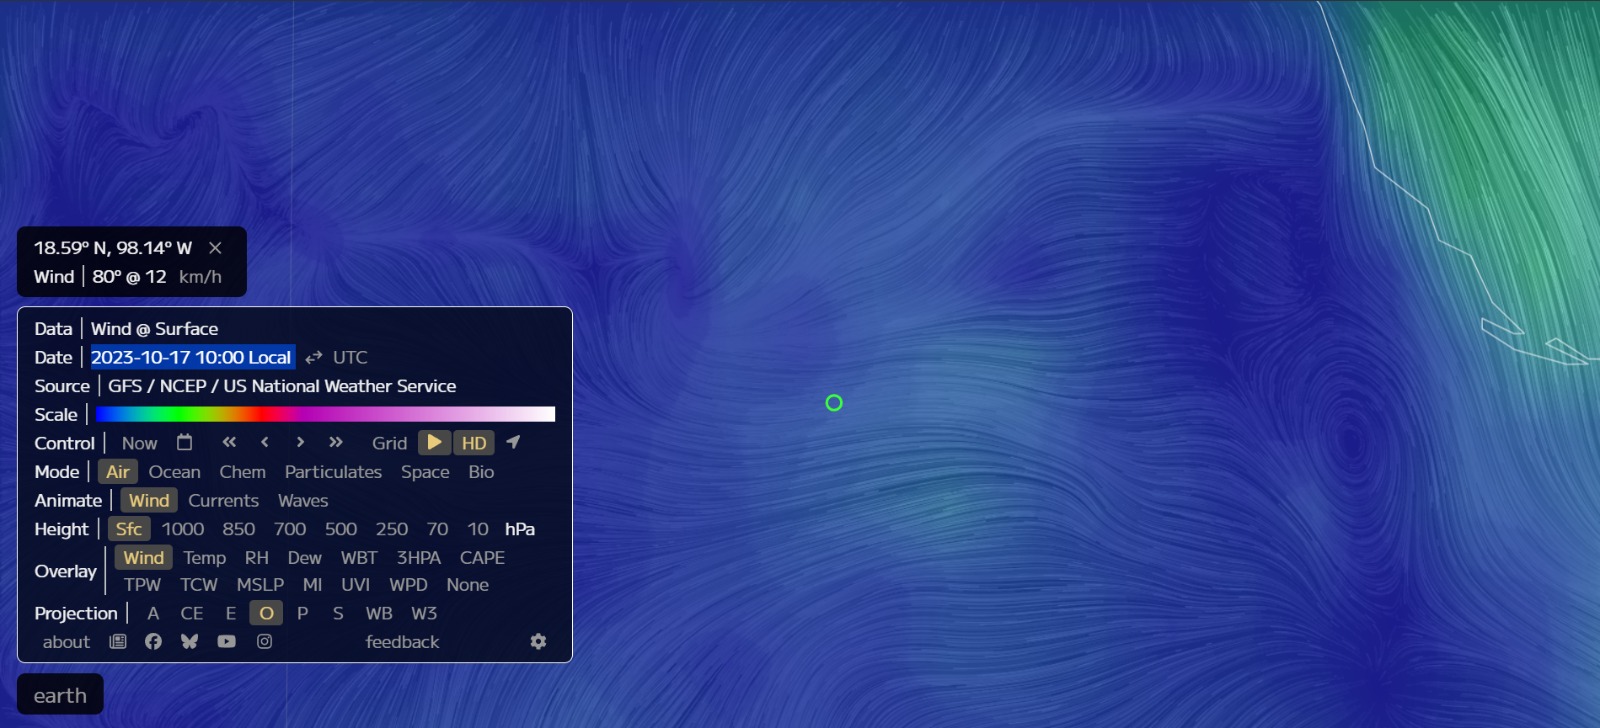 18.59° N, 98.14° W ×
Wind | 80° @ 12 km/h
Data | Wind @ Surface
Date | 2023-10-17 10:00 Local ⇄ UTC
Source | GFS / NCEP / US National Weather Service
Scale |
Control | Now « ‹ › » Grid HD
Mode | Air Ocean Chem Particulates Space Bio
Animate | Wind Currents Waves
Height | Sfc 1000 850 700 500 250 70 10 hPa
Overlay | Wind Temp RH Dew WBT 3HPA CAPE
TPW TCW MSLP MI UVI WPD None
Projection | A CE E O P S WB W3
about feedback
earth